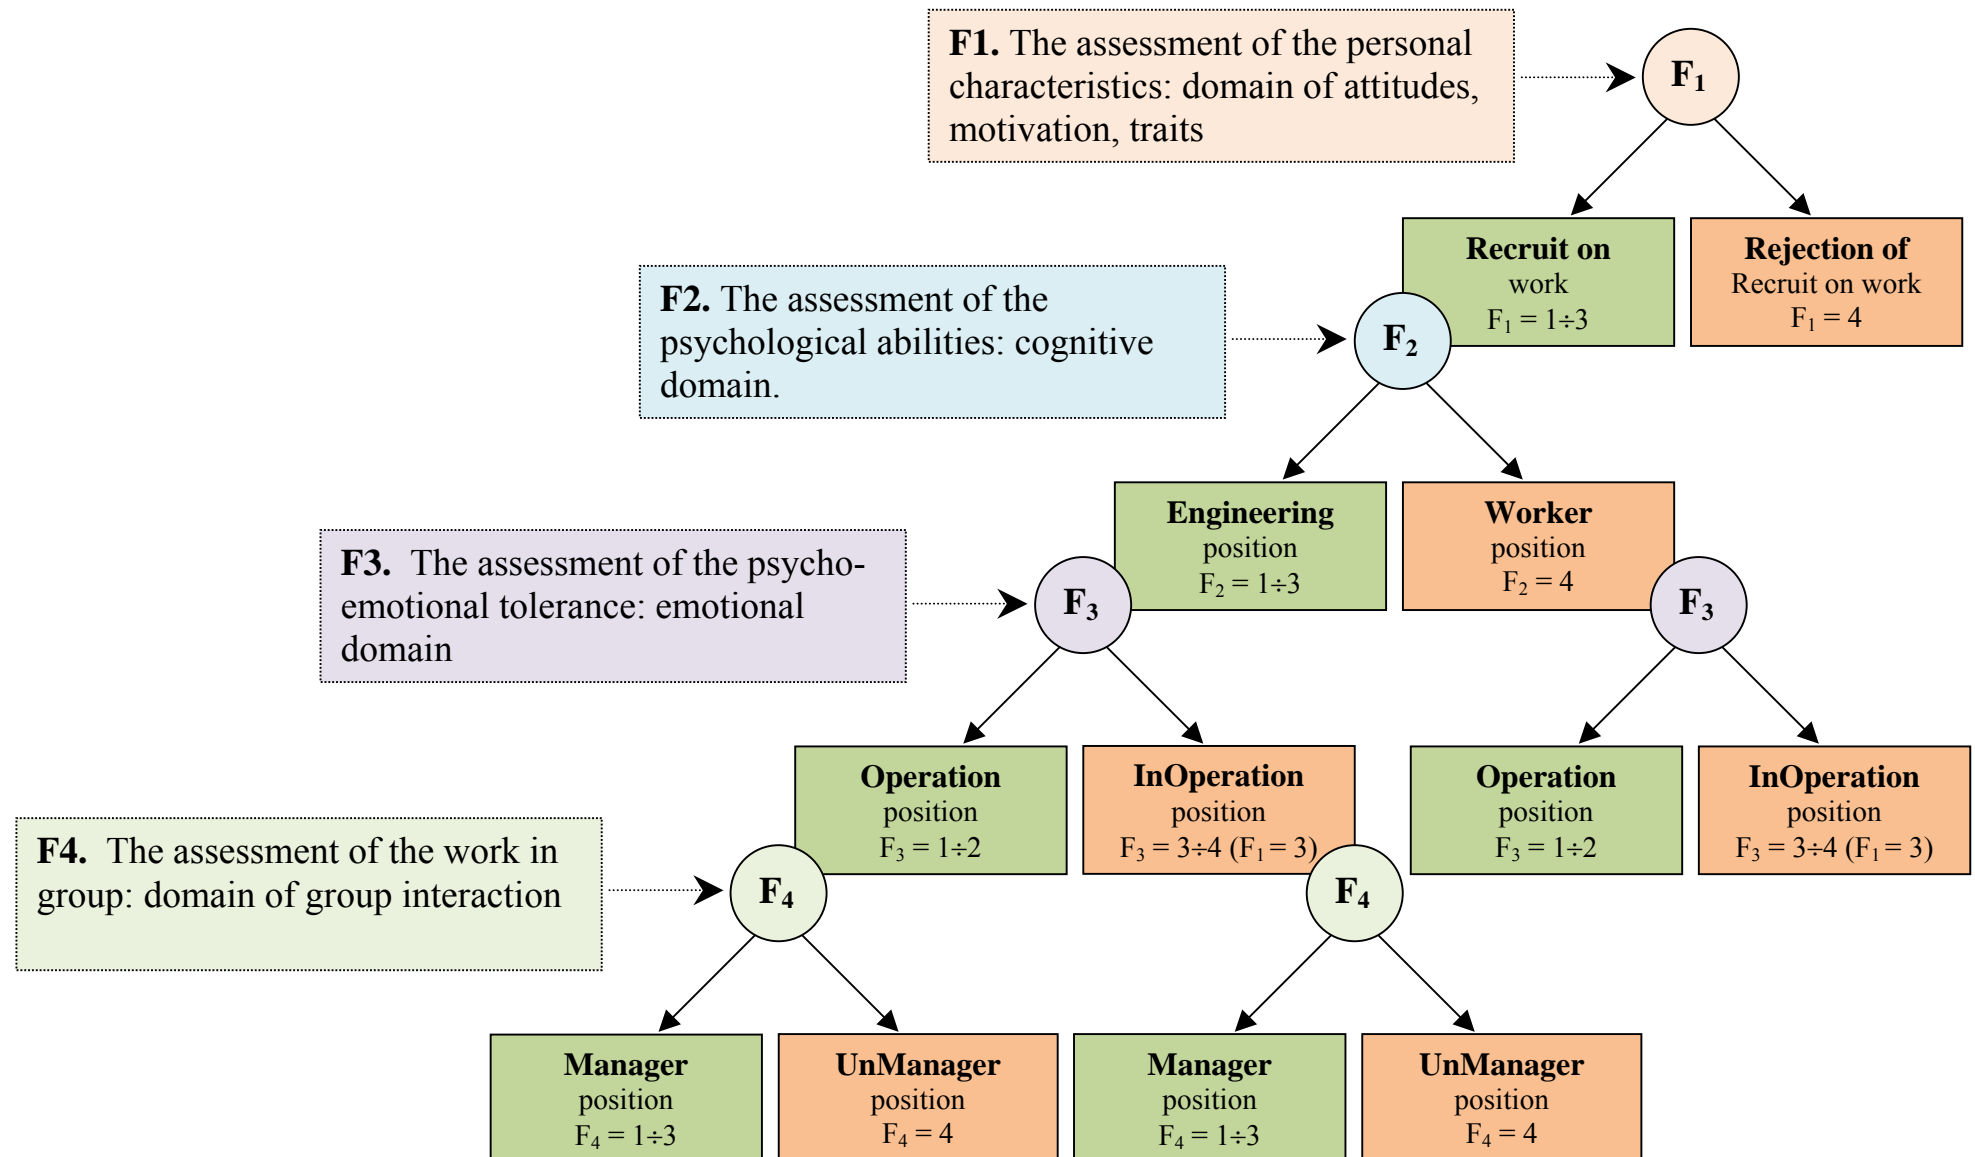 F1. The assessment of the personal
characteristics: domain of attitudes,
motivation, traits
F₁
Recruit on
work
F₁ = 1÷3
Rejection of
Recruit on work
F₁ = 4
F2. The assessment of the
psychological abilities: cognitive
domain.
F₂
Engineering
position
F₂ = 1÷3
Worker
position
F₂ = 4
F3. The assessment of the psycho-
emotional tolerance: emotional
domain
F₃
F₃
Operation
position
F₃ = 1÷2
InOperation
position
F₃ = 3÷4 (F₁ = 3)
Operation
position
F₃ = 1÷2
InOperation
position
F₃ = 3÷4 (F₁ = 3)
F4. The assessment of the work in
group: domain of group interaction
F₄
F₄
Manager
position
F₄ = 1÷3
UnManager
position
F₄ = 4
Manager
position
F₄ = 1÷3
UnManager
position
F₄ = 4